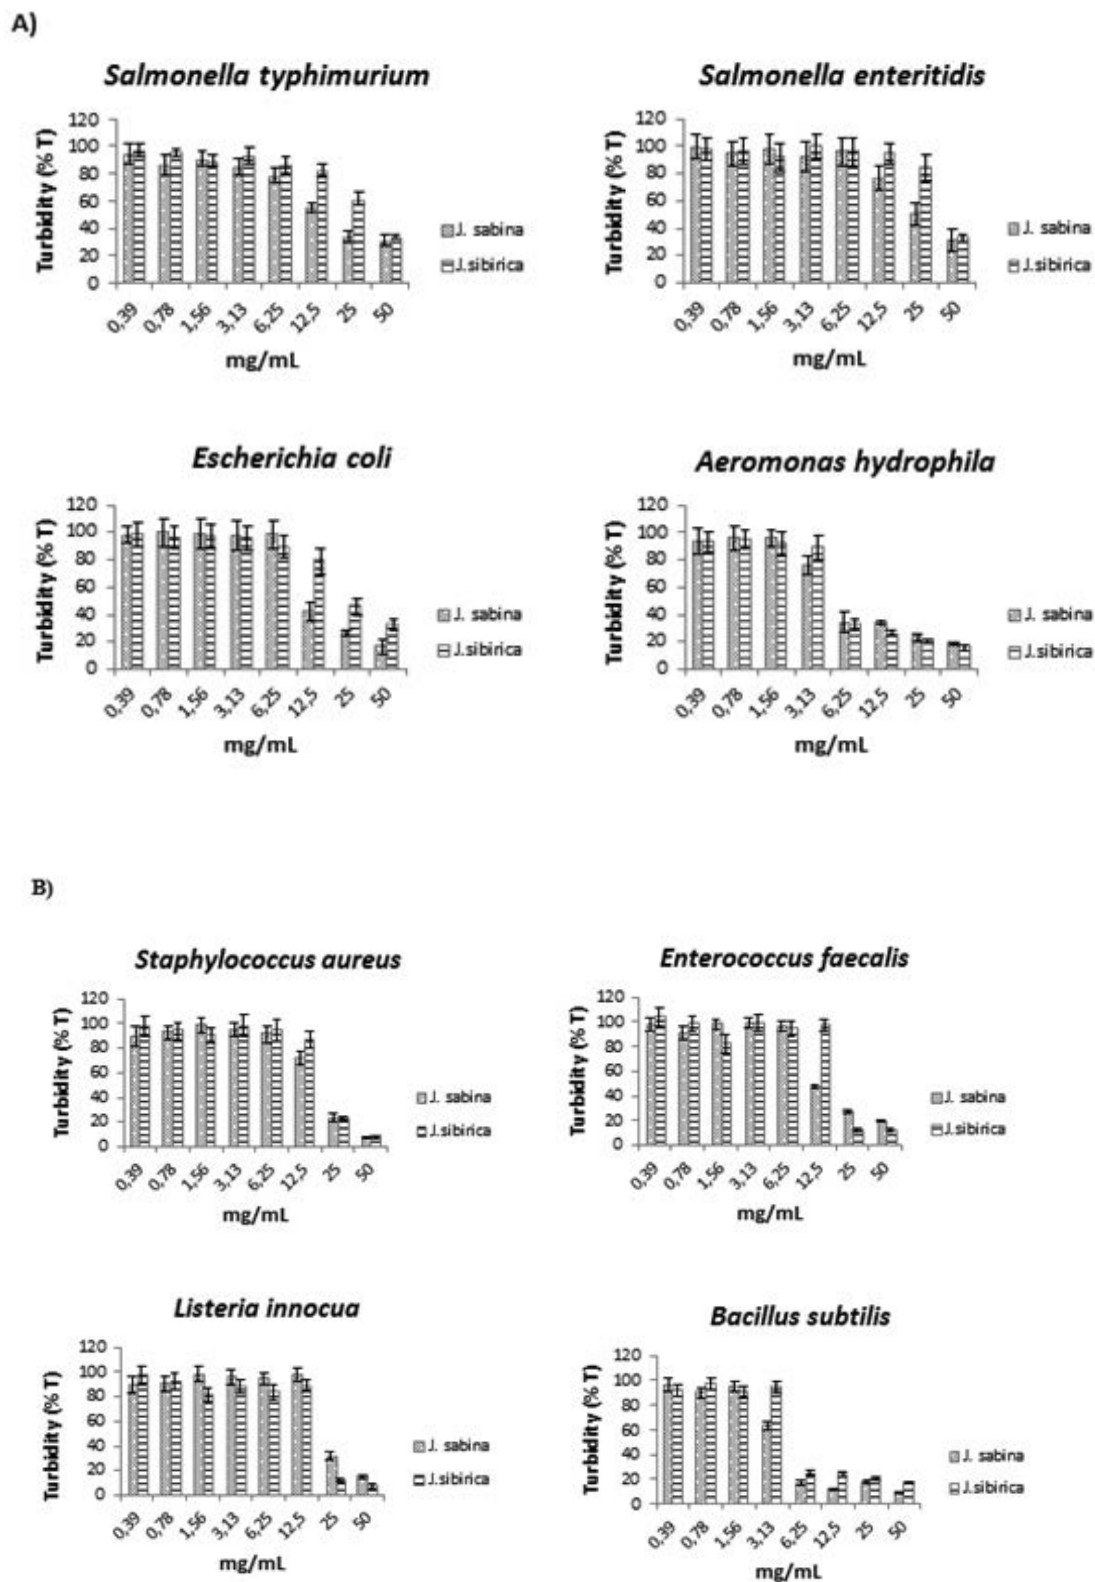 A)
Salmonella typhimurium
Turbidity (% T)
120
100
80
60
40
20
0
0,39
0,78
1,56
3,13
6,25
12,5
25
50
mg/mL
J. sabina
J.sibirica
Salmonella enteritidis
Turbidity (% T)
120
100
80
60
40
20
0
0,39
0,78
1,56
3,13
6,25
12,5
25
50
mg/mL
J. sabina
J.sibirica
Escherichia coli
Turbidity (% T)
120
100
80
60
40
20
0
0,39
0,78
1,56
3,13
6,25
12,5
25
50
mg/mL
J. sabina
J.sibirica
Aeromonas hydrophila
Turbidity (% T)
120
100
80
60
40
20
0
0,39
0,78
1,56
3,13
6,25
12,5
25
50
mg/mL
J. sabina
J.sibirica
B)
Staphylococcus aureus
Turbidity (% T)
120
100
80
60
40
20
0
0,39
0,78
1,56
3,13
6,25
12,5
25
50
mg/mL
J. sabina
J.sibirica
Enterococcus faecalis
Turbidity (% T)
120
100
80
60
40
20
0
0,39
0,78
1,56
3,13
6,25
12,5
25
50
mg/mL
J. sabina
J.sibirica
Listeria innocua
Turbidity (% T)
120
100
80
60
40
20
0
0,39
0,78
1,56
3,13
6,25
12,5
25
50
mg/mL
J. sabina
J.sibirica
Bacillus subtilis
Turbidity (% T)
120
100
80
60
40
20
0
0,39
0,78
1,56
3,13
6,25
12,5
25
50
mg/mL
J. sabina
J.sibirica